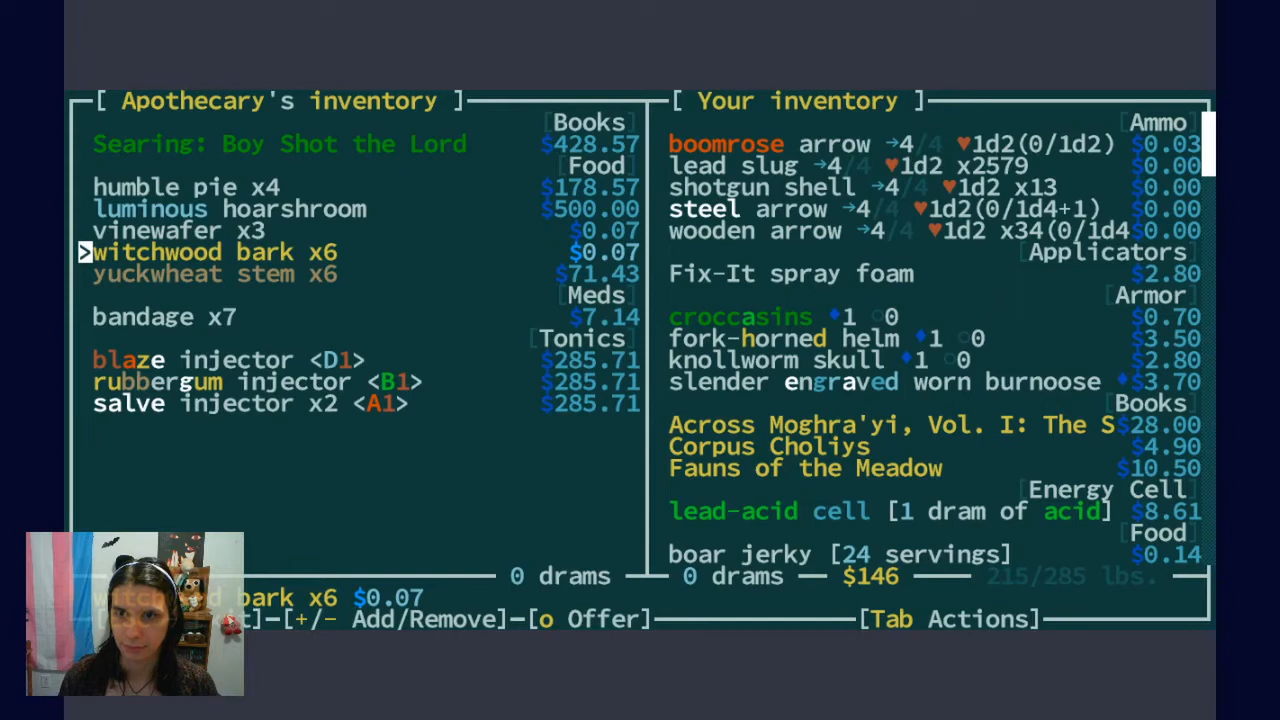 [ Apothecary's inventory ]
[Books]
Searing: Boy Shot the Lord $428.57
[Food]
humble pie x4 $178.57
luminous hoarshroom $500.00
vinewafer x3 $0.07
>witchwood bark x6 $0.07
yuckwheat stem x6 $71.43
[Meds]
bandage x7 $7.14
[Tonics]
blaze injector <D1> $285.71
rubbergum injector <B1> $285.71
salve injector x2 <A1> $285.71
0 drams
bark x6 $0.07
[+/- Add/Remove]
[o Offer]
[ Your inventory ]
[Ammo]
boomrose arrow →4/4 ♥1d2(0/1d2) $0.03
lead slug →4/4 ♥1d2 x2579 $0.00
shotgun shell →4/4 ♥1d2 x13 $0.00
steel arrow →4/4 ♥1d2(0/1d4+1) $0.00
wooden arrow →4/4 ♥1d2 x34(0/1d4 $0.00
[Applicators]
Fix-It spray foam $2.80
[Armor]
croccasins ♦1 ○0 $0.70
fork-horned helm ♦1 ○0 $3.50
knollworm skull ♦1 ○0 $2.80
slender engraved worn burnoose ♦$3.70
[Books]
Across Moghra'yi, Vol. I: The S $28.00
Corpus Choliys $4.90
Fauns of the Meadow $10.50
[Energy Cell]
lead-acid cell [1 dram of acid] $8.61
[Food]
boar jerky [24 servings] $0.14
0 drams
$146
215/285 lbs.
[Tab Actions]